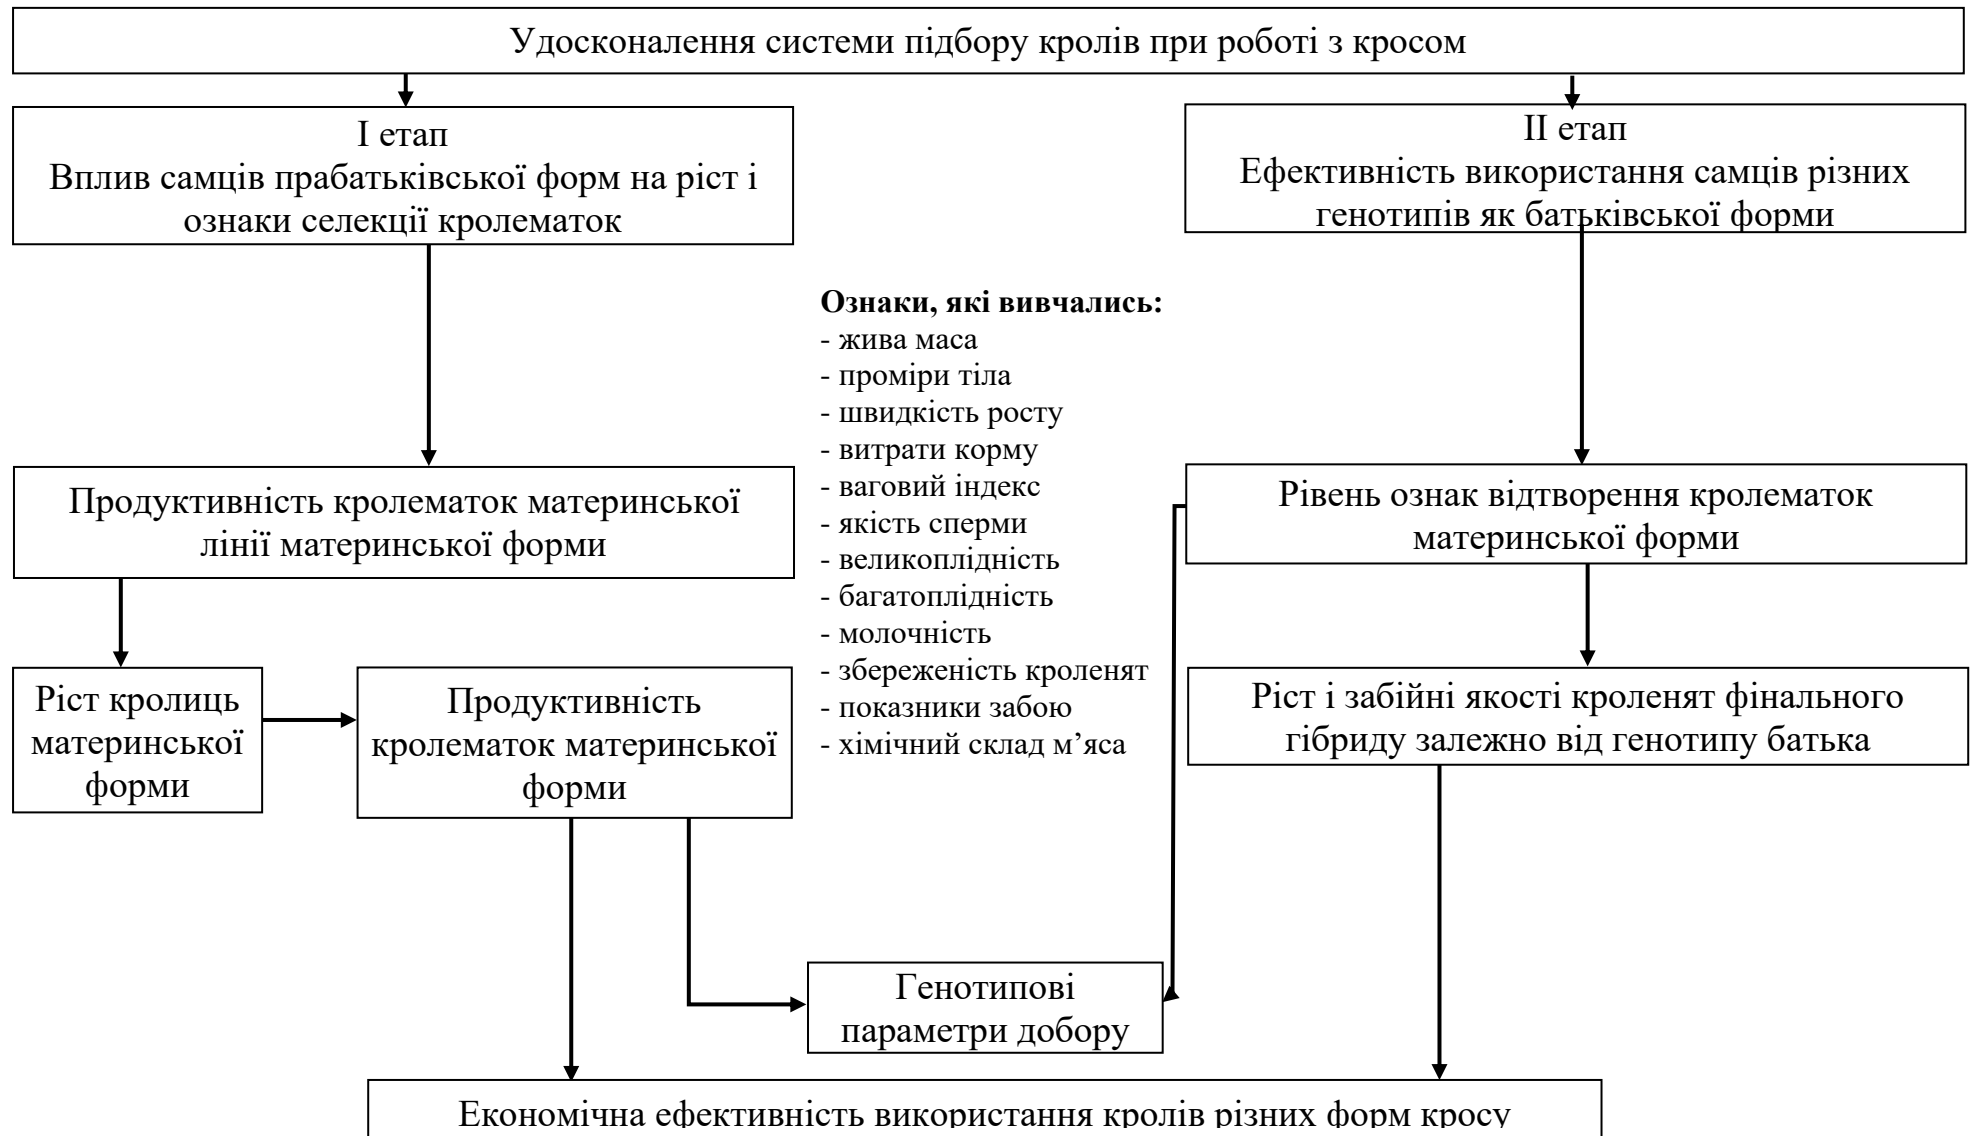 Удосконалення системи підбору кролів при роботі з кросом
І етап
Вплив самців прабатьківської форм на ріст і
ознаки селекції кролематок
ІІ етап
Ефективність використання самців різних
генотипів як батьківської форми
Ознаки, які вивчались:
- жива маса
- проміри тіла
- швидкість росту
- витрати корму
- ваговий індекс
- якість сперми
- великоплідність
- багатоплідність
- молочність
- збереженість кроленят
- показники забою
- хімічний склад м’яса
Продуктивність кролематок материнської
лінії материнської форми
Рівень ознак відтворення кролематок
материнської форми
Ріст кролиць
материнської
форми
Продуктивність
кролематок материнської
форми
Ріст і забійні якості кроленят фінального
гібриду залежно від генотипу батька
Генотипові
параметри добору
Економічна ефективність використання кролів різних форм кросу